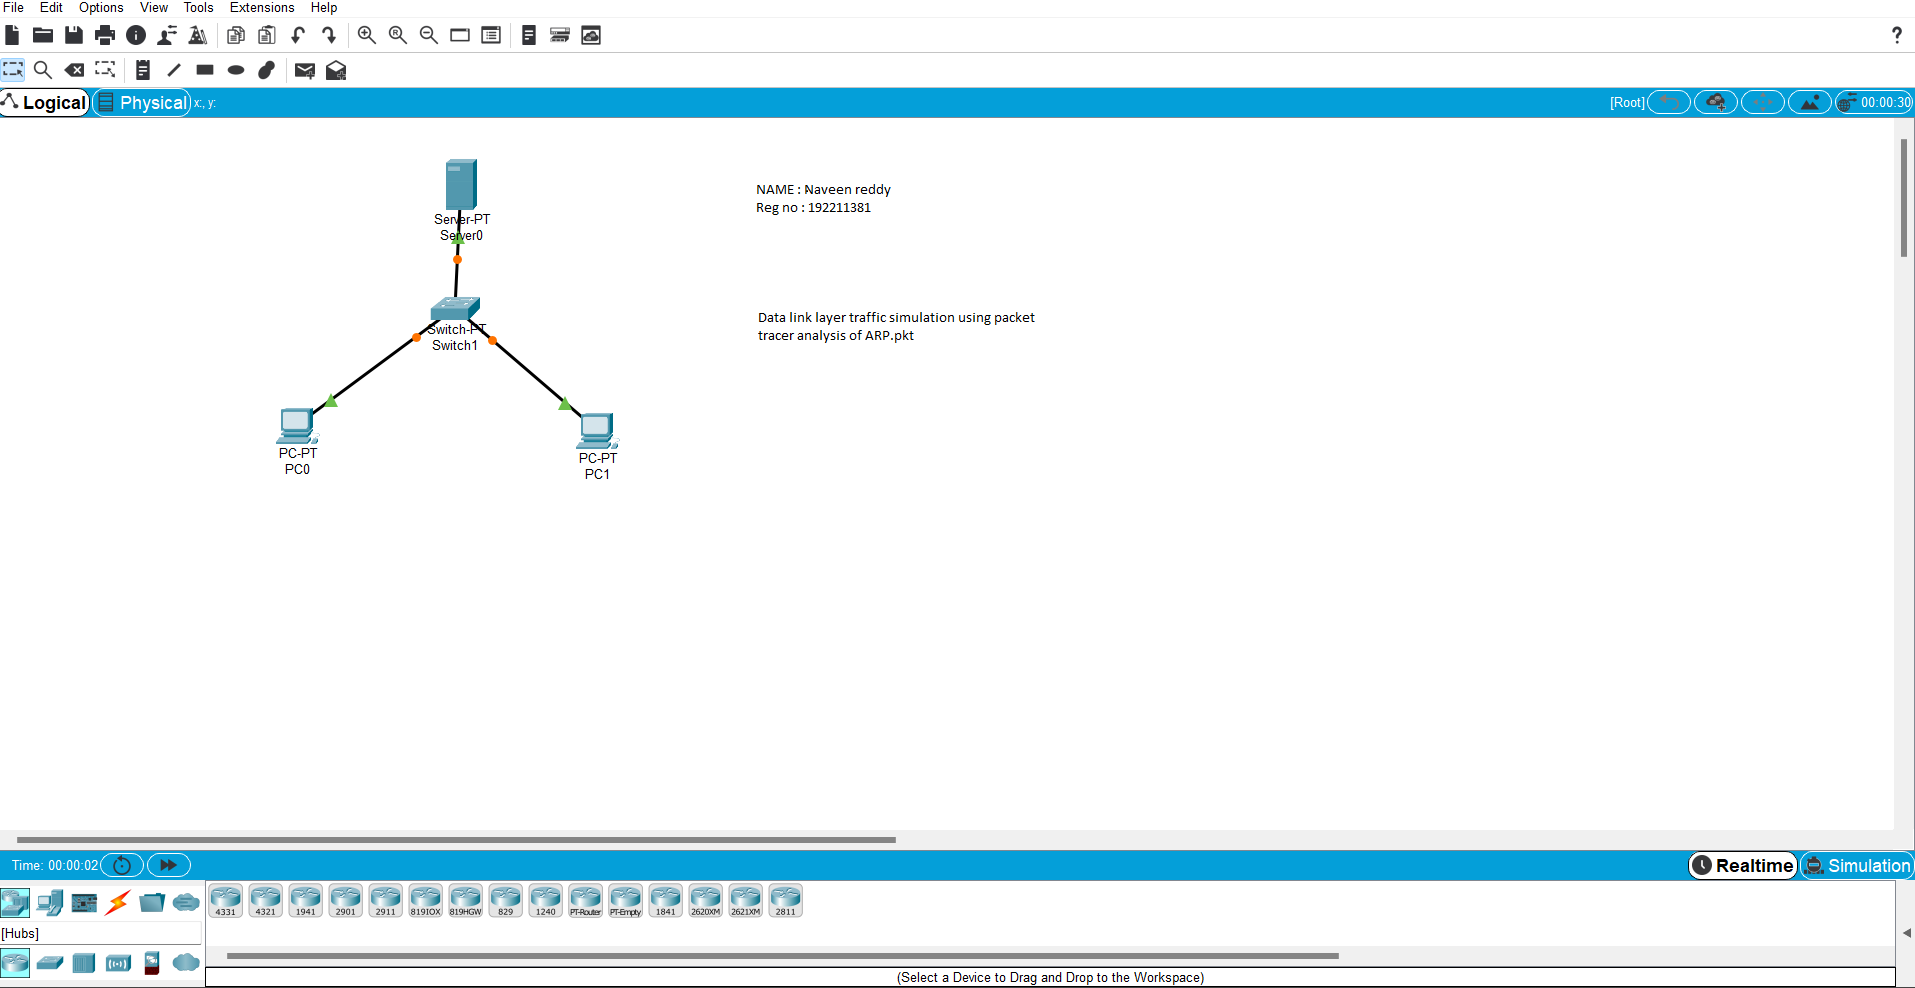 File Edit Options View Tools Extensions Help
?
Logical Physical x:, y: [Root] 00:00:30
Server-PT
Server0
NAME : Naveen reddy
Reg no : 192211381
Data link layer traffic simulation using packet
tracer analysis of ARP.pkt
Switch-PT
Switch1
PC-PT
PC0
PC-PT
PC1
Time: 00:00:02 Realtime Simulation
4331 4321 1941 2901 2911 819IOX 819HGW 829 1240 PT-Router PT-Empty 1841 2620XM 2621XM 2811
[Hubs]
(Select a Device to Drag and Drop to the Workspace)